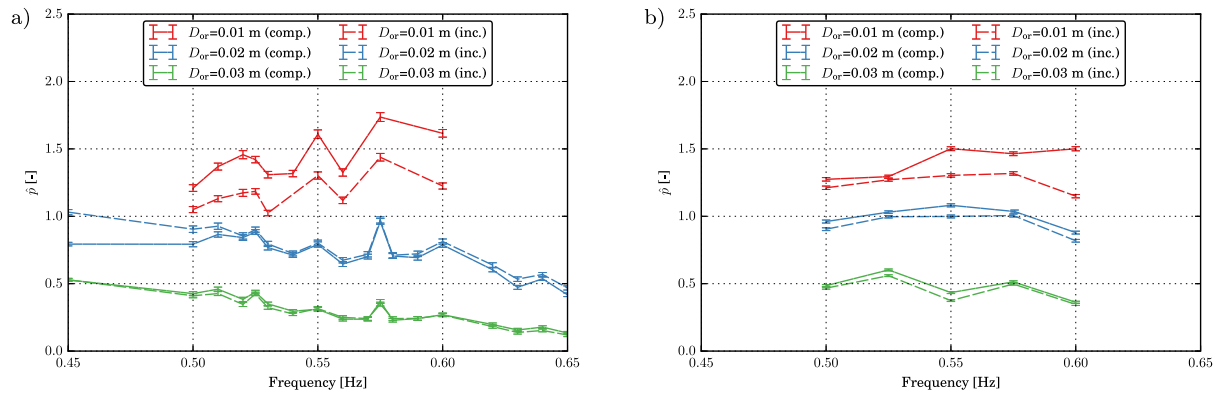 a)
2.5
2.0
1.5
1.0
0.5
0.0
p̂ [-]
0.45 0.50 0.55 0.60 0.65
Frequency [Hz]
D_or=0.01 m (comp.) D_or=0.01 m (inc.)
D_or=0.02 m (comp.) D_or=0.02 m (inc.)
D_or=0.03 m (comp.) D_or=0.03 m (inc.)
b)
2.5
2.0
1.5
1.0
0.5
0.0
p̂ [-]
0.45 0.50 0.55 0.60 0.65
Frequency [Hz]
D_or=0.01 m (comp.) D_or=0.01 m (inc.)
D_or=0.02 m (comp.) D_or=0.02 m (inc.)
D_or=0.03 m (comp.) D_or=0.03 m (inc.)